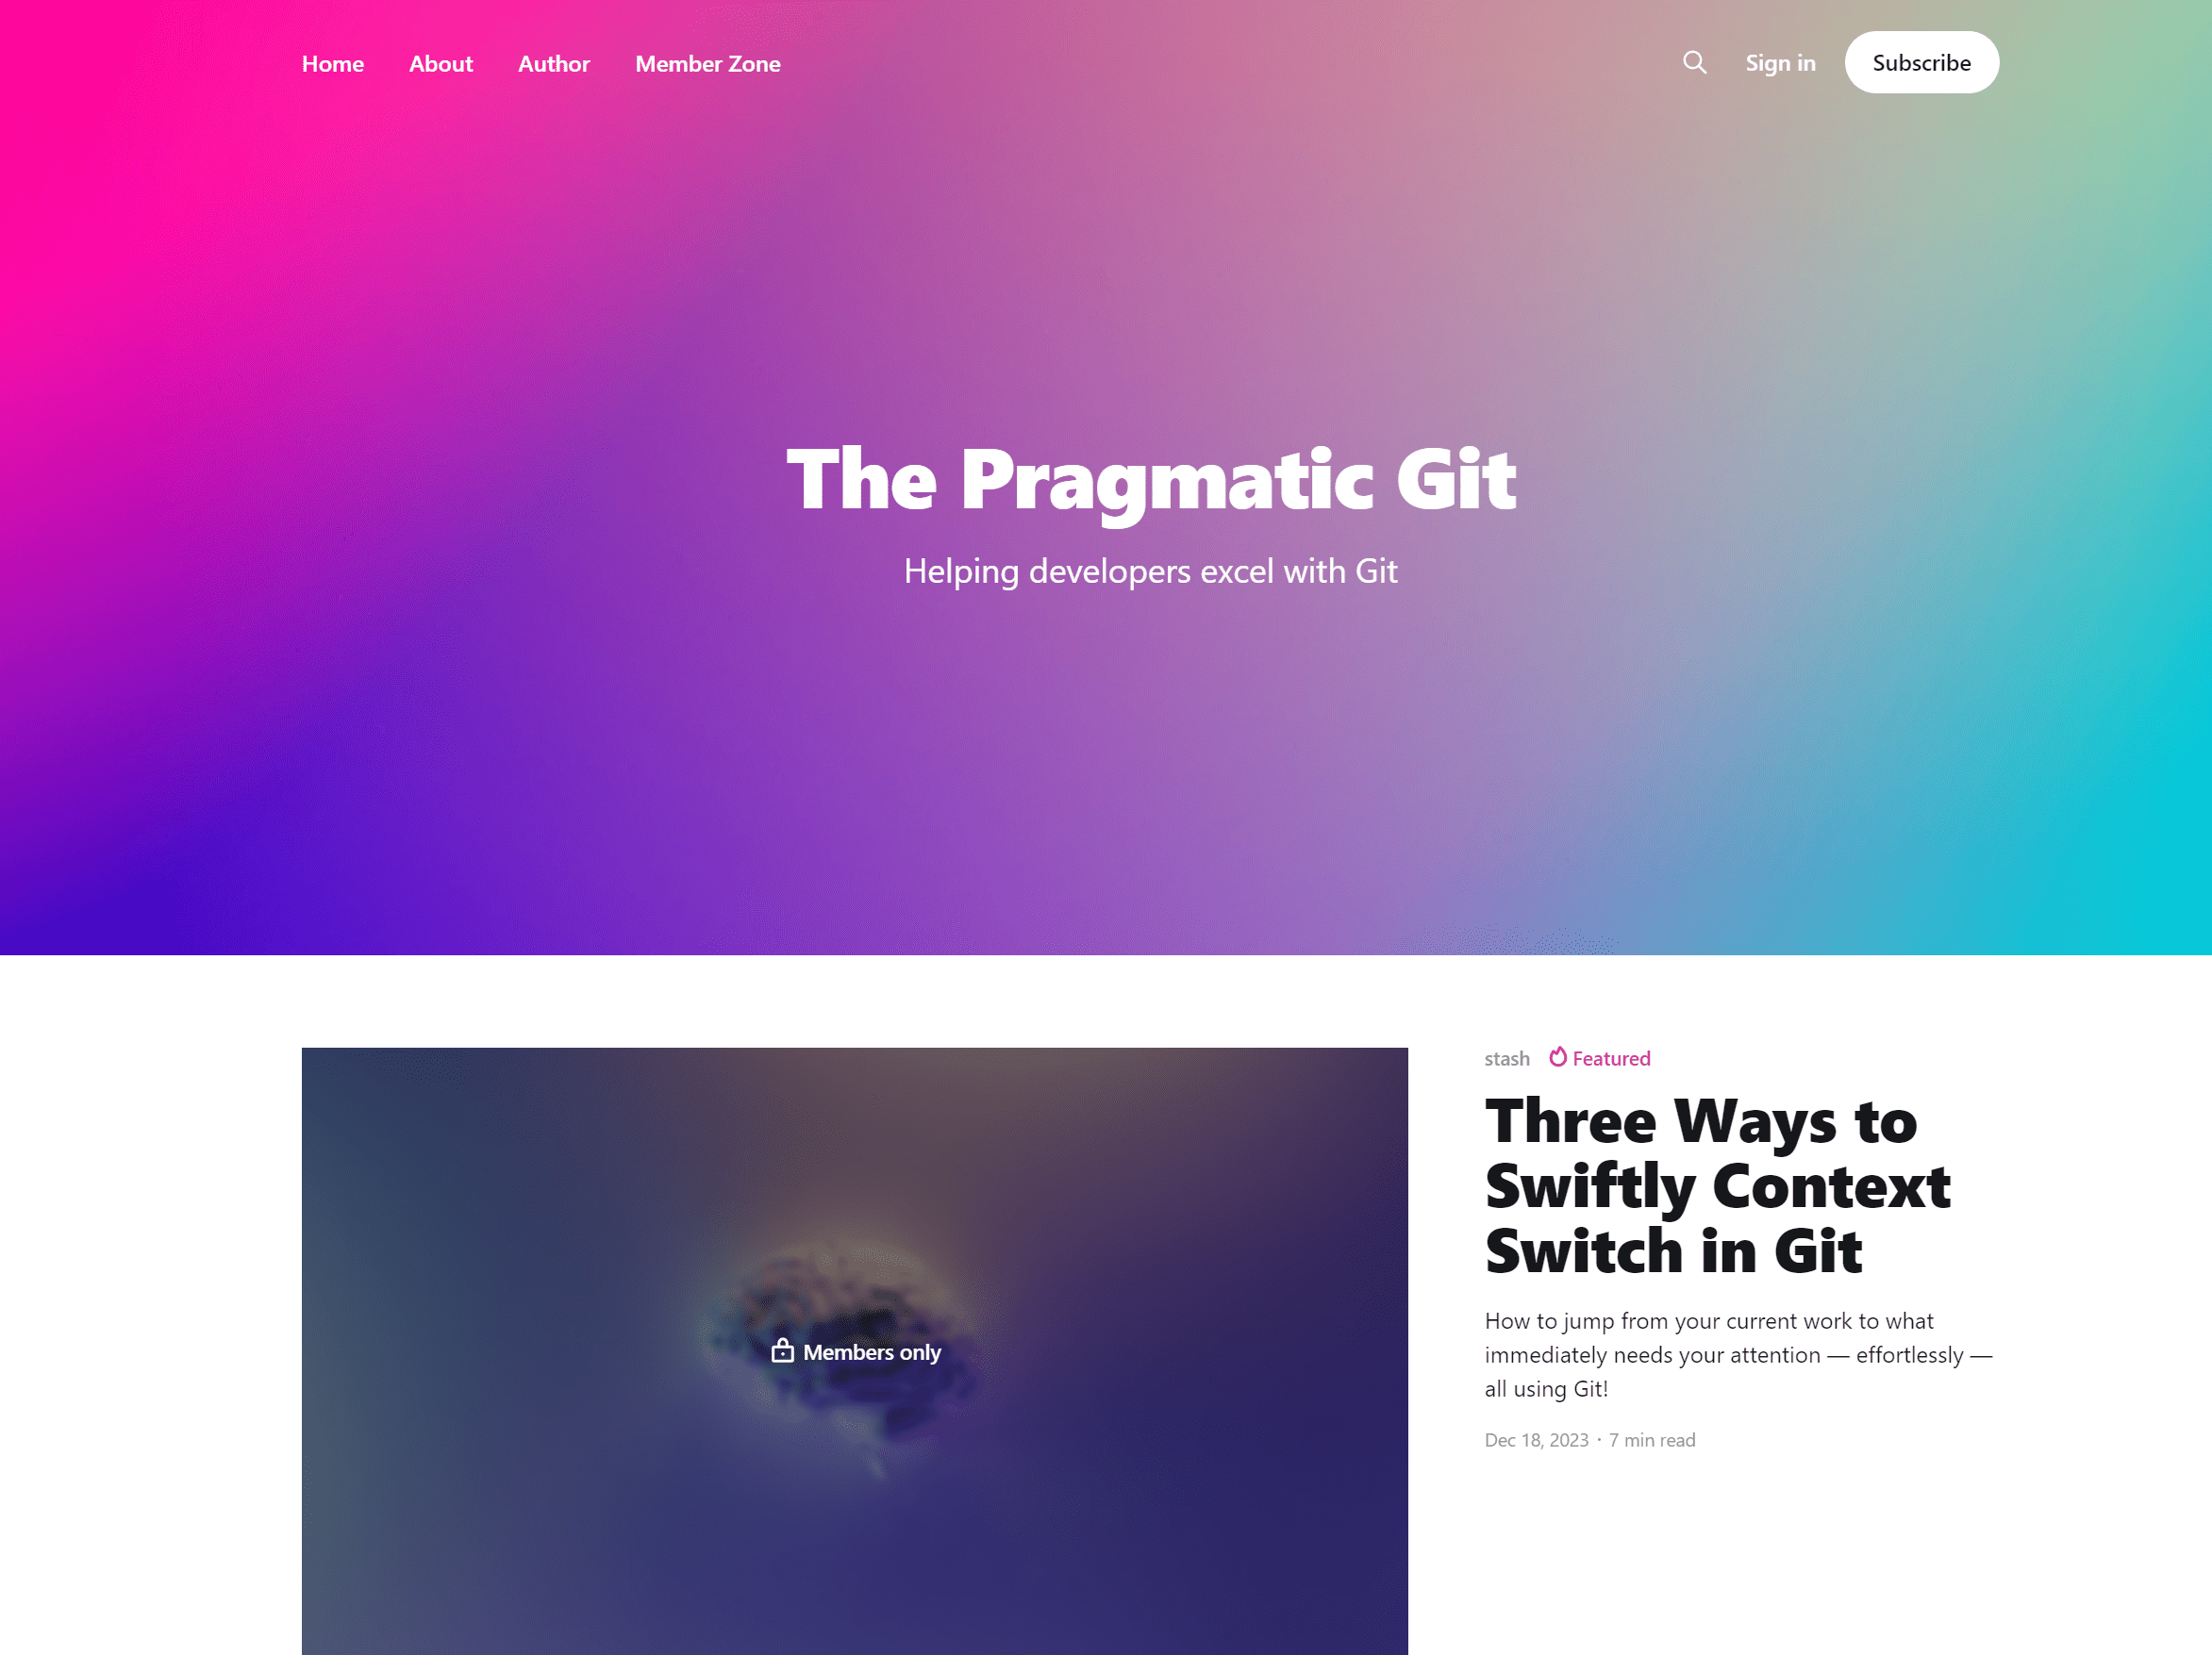 Home About Author Member Zone Sign in Subscribe
The Pragmatic Git
Helping developers excel with Git
stash Featured
Three Ways to
Swiftly Context
Switch in Git
Members only
How to jump from your current work to what
immediately needs your attention — effortlessly —
all using Git!
Dec 18, 2023 • 7 min read